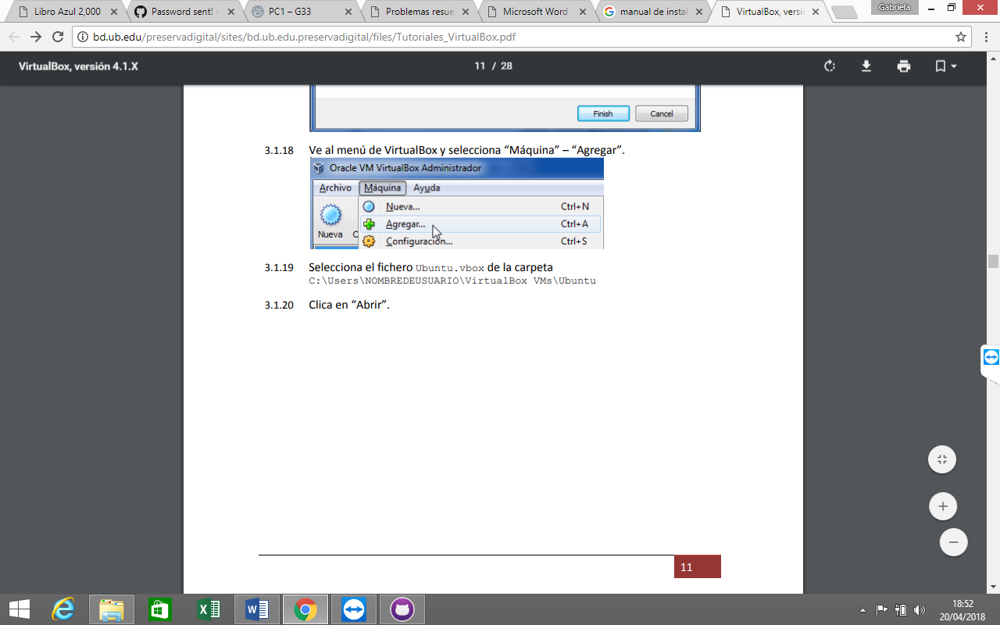 Gabriela
Libro Azul 2,000
Password sent!
PC1 – G33
Problemas resue
Microsoft Word
manual de instal
VirtualBox, versió
bd.ub.edu/preservadigital/sites/bd.ub.edu.preservadigital/files/Tutoriales_VirtualBox.pdf
VirtualBox, versión 4.1.X
11 / 28
Finish
Cancel
3.1.18 Ve al menú de VirtualBox y selecciona “Máquina” – “Agregar”.
Oracle VM VirtualBox Administrador
Archivo Máquina Ayuda
Nueva... Ctrl+N
Agregar... Ctrl+A
Nueva C
Configuración... Ctrl+S
3.1.19 Selecciona el fichero Ubuntu.vbox de la carpeta
C:\Users\NOMBREDEUSUARIO\VirtualBox VMs\Ubuntu
3.1.20 Clica en “Abrir”.
11
18:52
20/04/2018